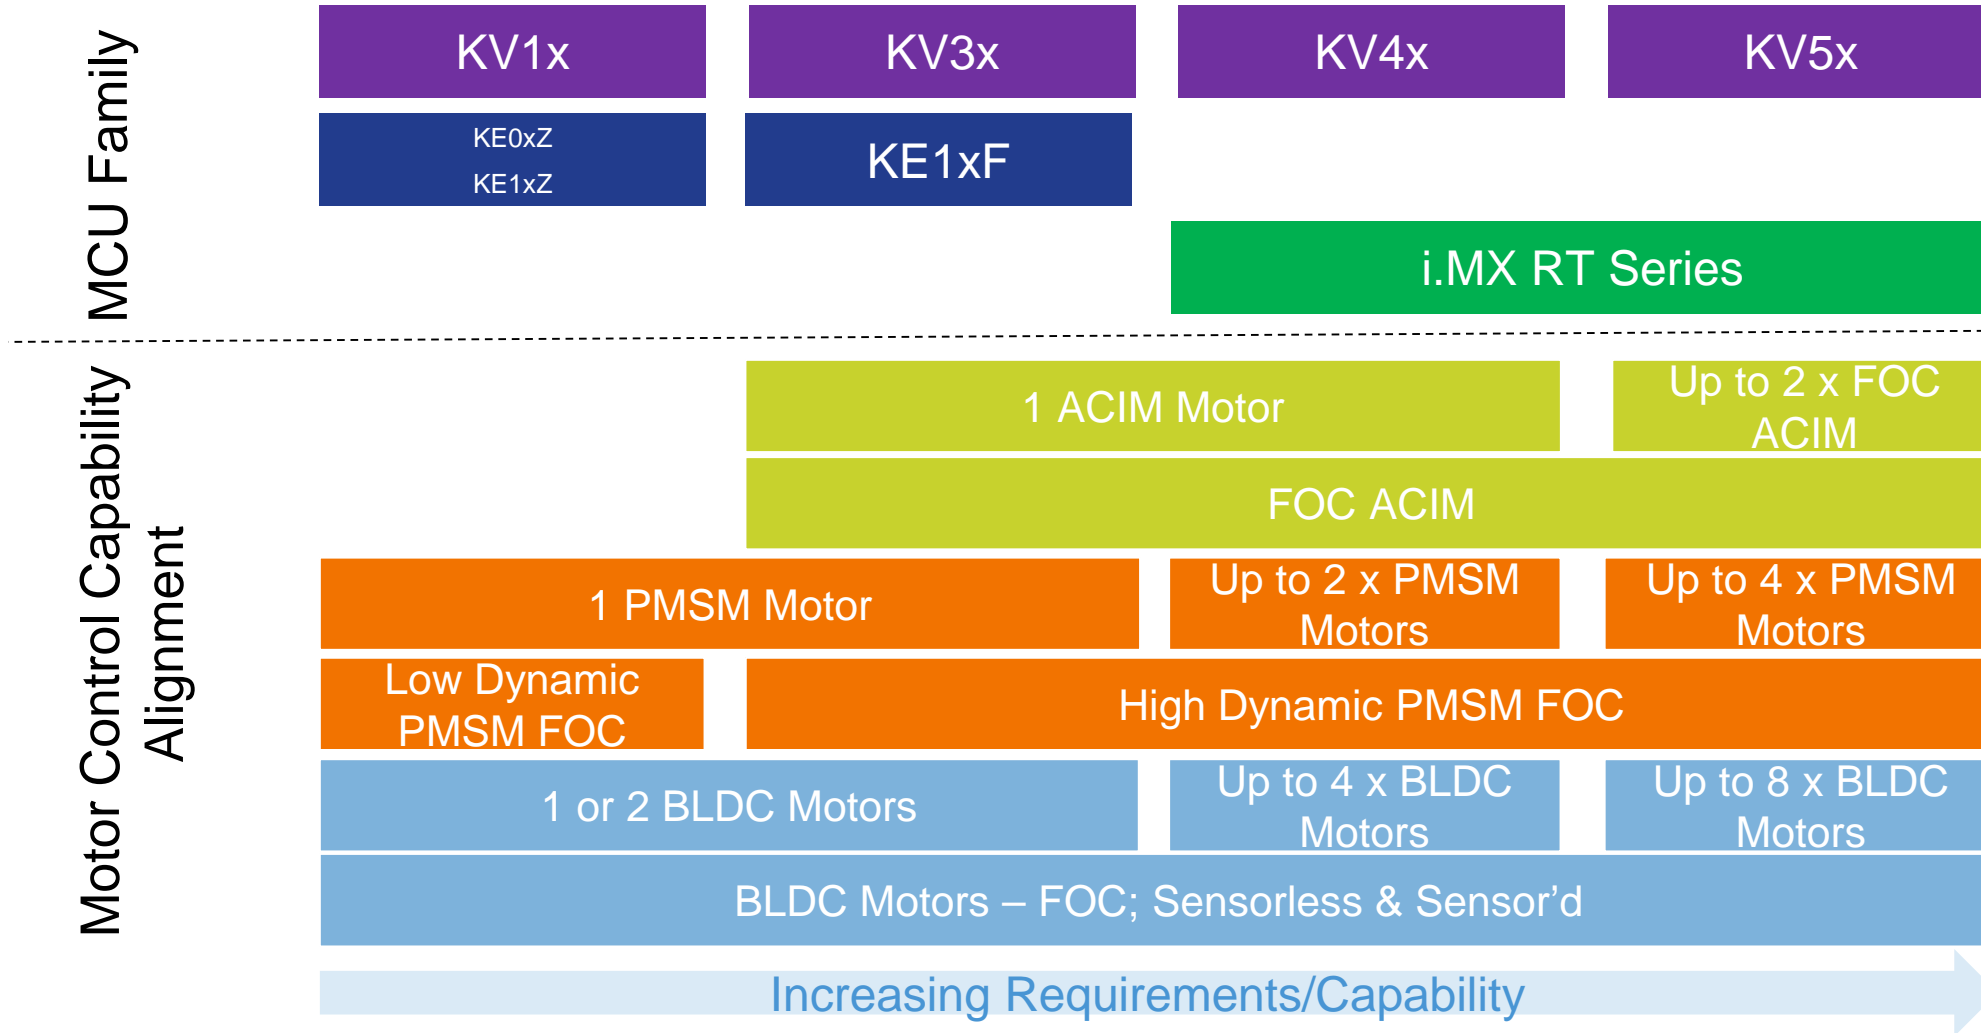 MCU Family
KV1x
KV3x
KV4x
KV5x
KE0xZ
KE1xZ
KE1xF
i.MX RT Series
Motor Control Capability
Alignment
1 ACIM Motor
Up to 2 x FOC
ACIM
FOC ACIM
1 PMSM Motor
Up to 2 x PMSM
Motors
Up to 4 x PMSM
Motors
Low Dynamic
PMSM FOC
High Dynamic PMSM FOC
1 or 2 BLDC Motors
Up to 4 x BLDC
Motors
Up to 8 x BLDC
Motors
BLDC Motors – FOC; Sensorless & Sensor’d
Increasing Requirements/Capability